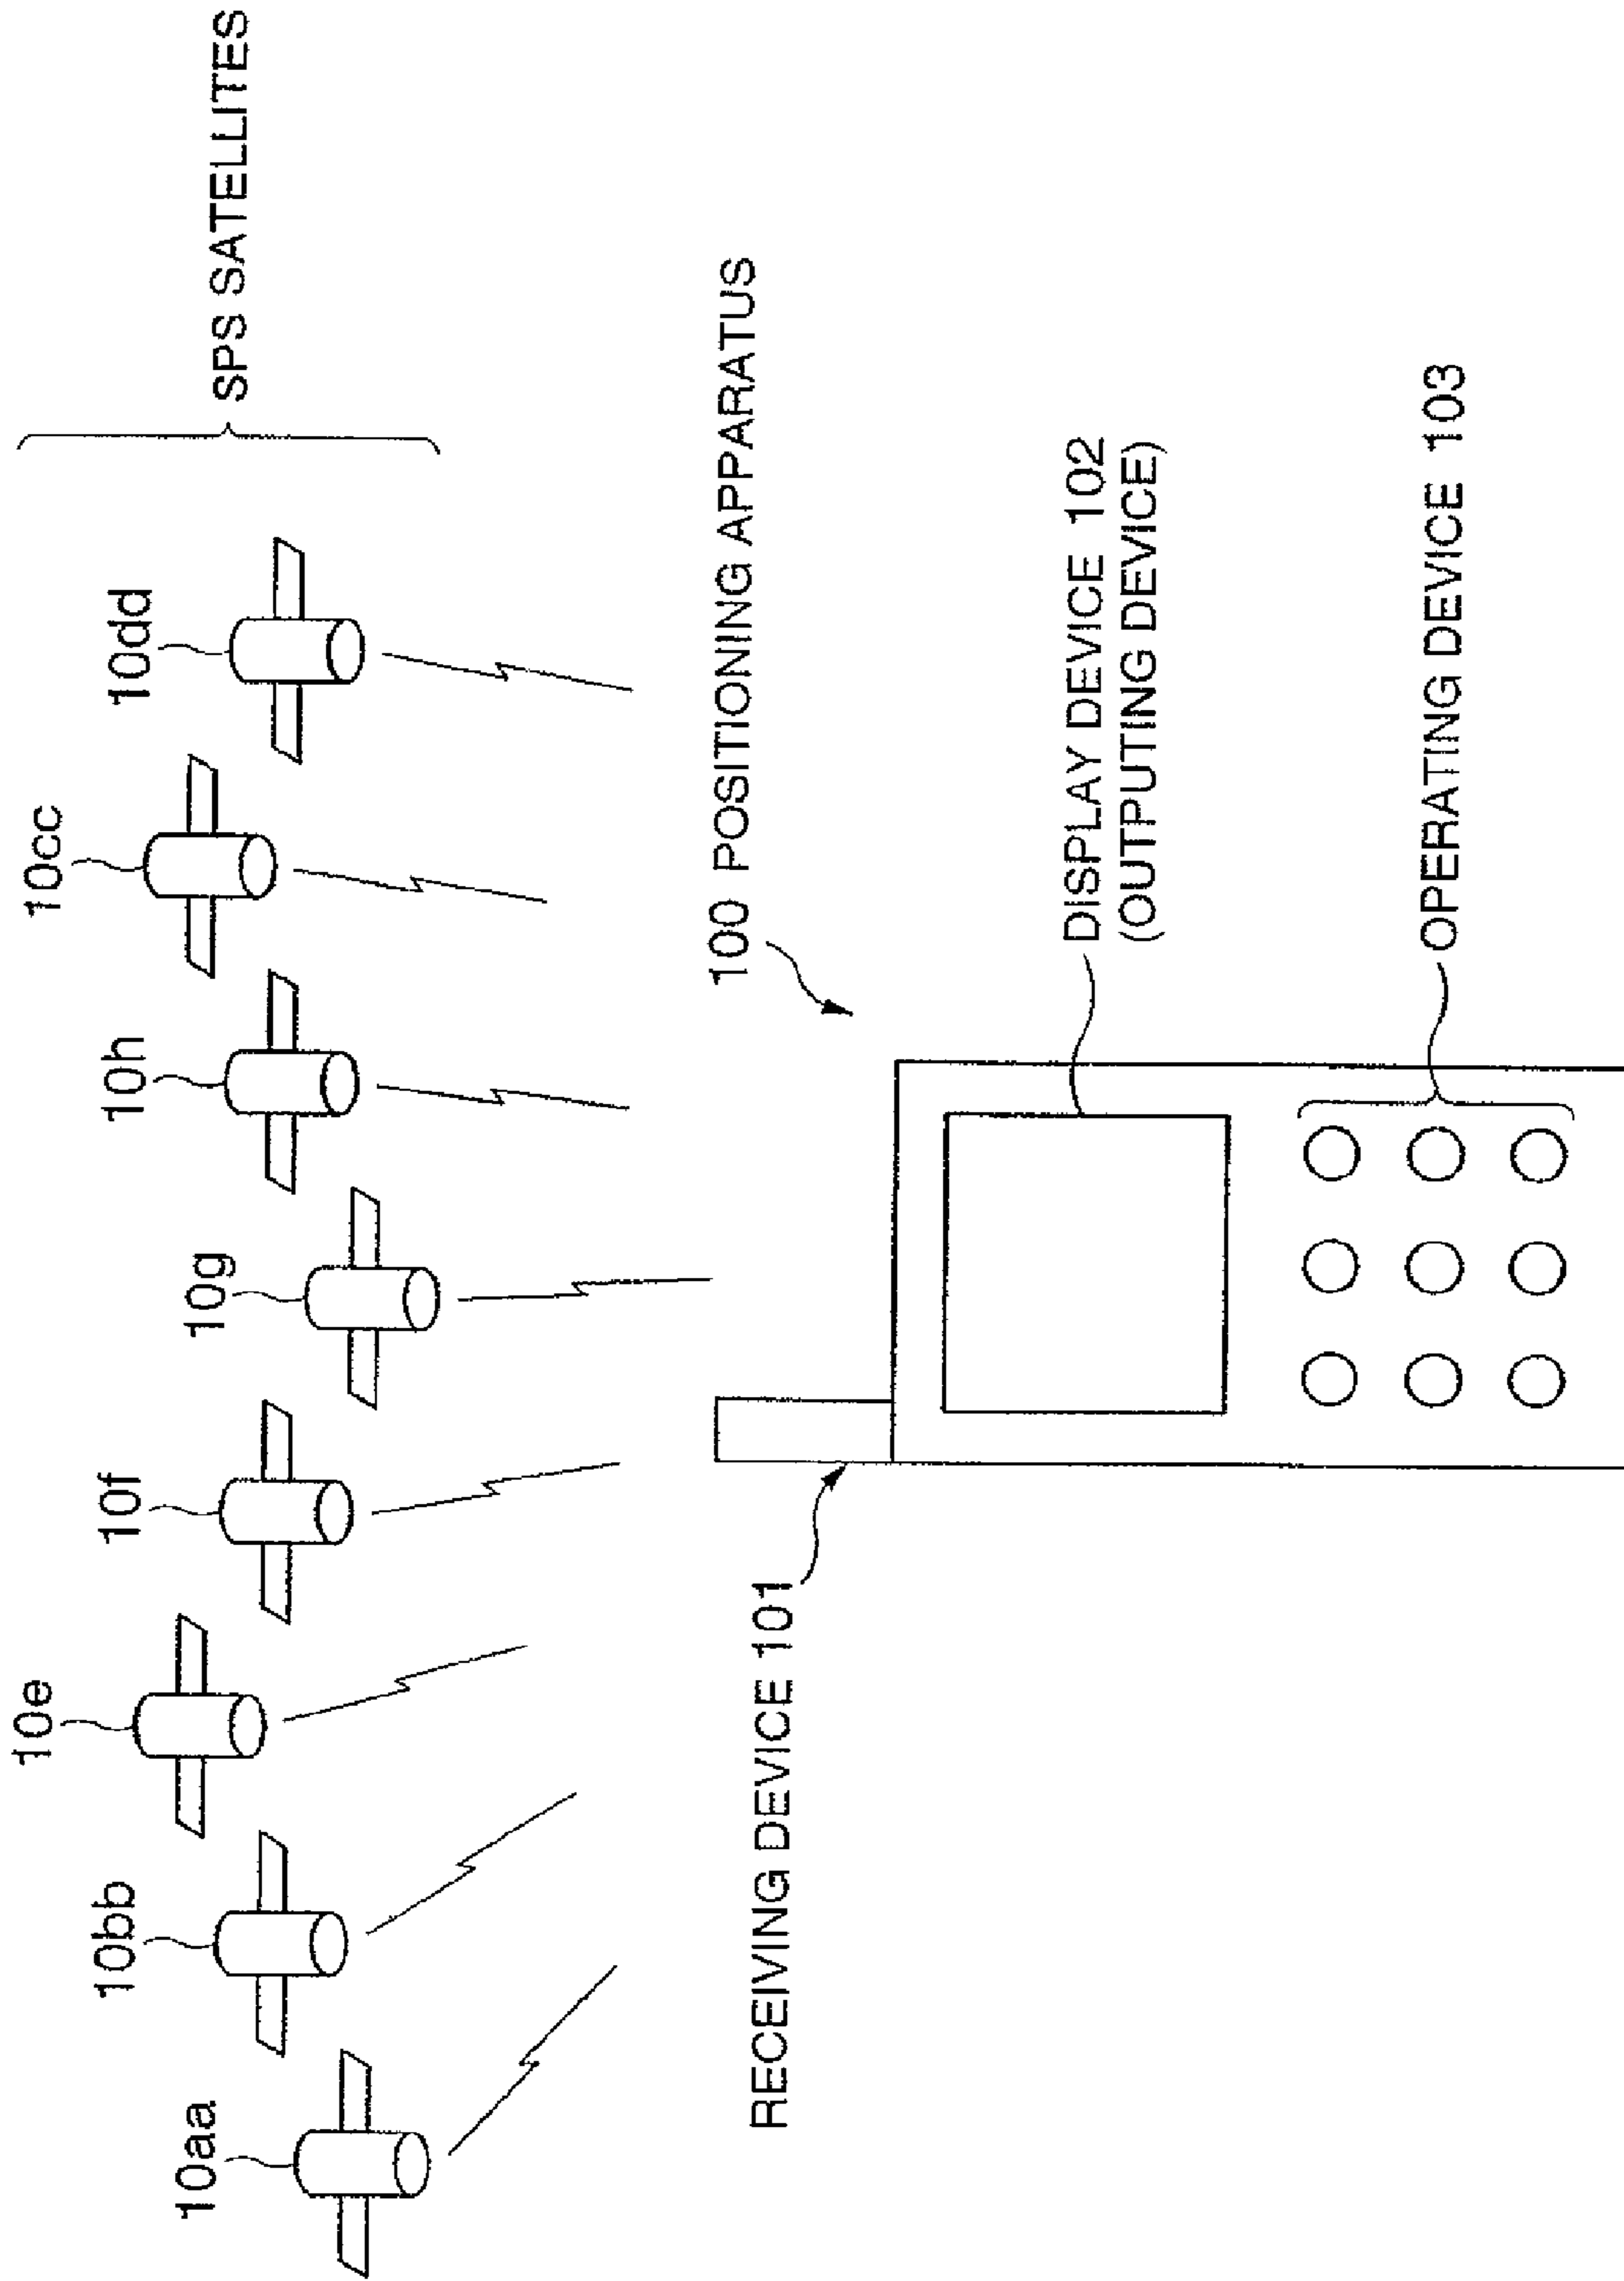 SPS SATELLITES
10aa
10bb
10e
10f
10g
10h
10cc
10dd
100 POSITIONING APPARATUS
RECEIVING DEVICE 101
DISPLAY DEVICE 102
(OUTPUTING DEVICE)
OPERATING DEVICE 103